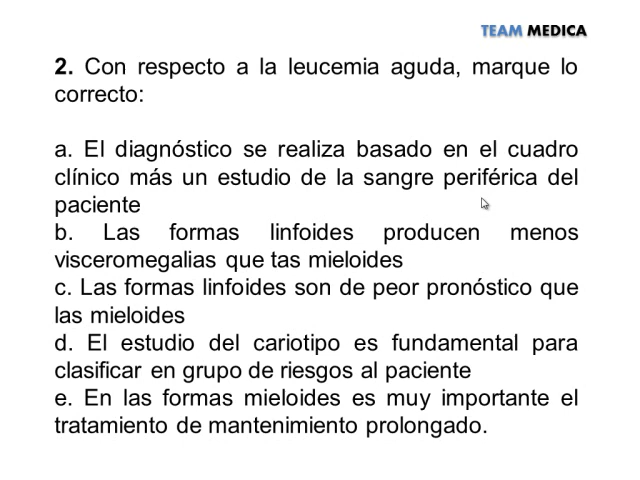 TEAM MEDICA
2. Con respecto a la leucemia aguda, marque lo
correcto:
a. El diagnóstico se realiza basado en el cuadro
clínico más un estudio de la sangre periférica del
paciente
b. Las formas linfoides producen menos
visceromegalias que tas mieloides
c. Las formas linfoides son de peor pronóstico que
las mieloides
d. El estudio del cariotipo es fundamental para
clasificar en grupo de riesgos al paciente
e. En las formas mieloides es muy importante el
tratamiento de mantenimiento prolongado.